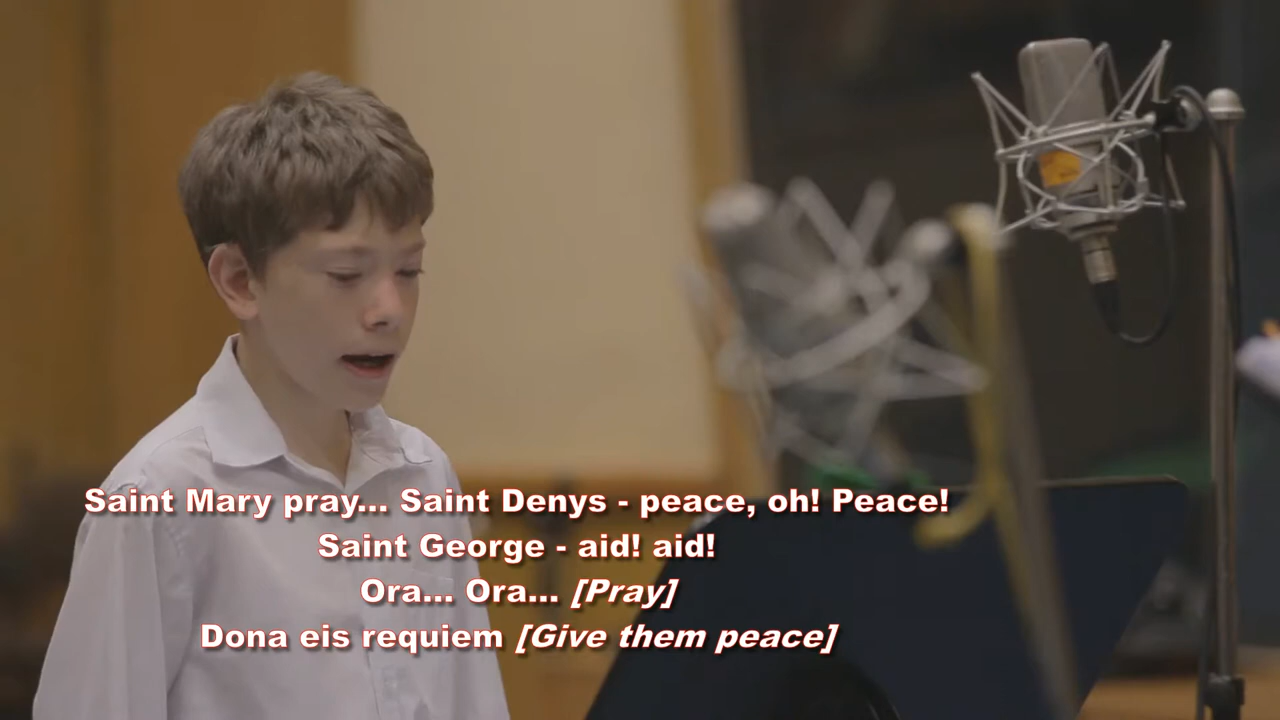 Saint Mary pray... Saint Denys - peace, oh! Peace!
Saint George - aid! aid!
Ora... Ora... [Pray]
Dona eis requiem [Give them peace]